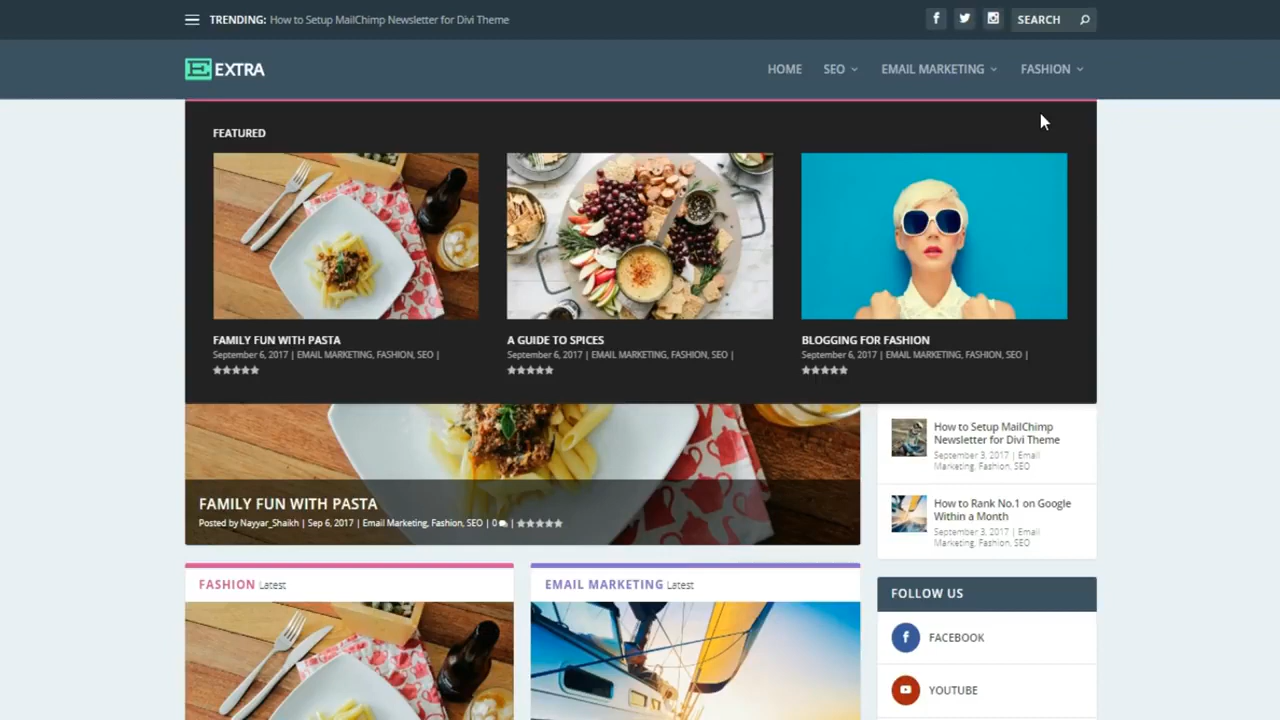 TRENDING: How to Setup MailChimp Newsletter for Divi Theme
SEARCH
EXTRA
HOME
SEO
EMAIL MARKETING
FASHION
FEATURED
FAMILY FUN WITH PASTA
September 6, 2017 | EMAIL MARKETING, FASHION, SEO |
A GUIDE TO SPICES
September 6, 2017 | EMAIL MARKETING, FASHION, SEO |
BLOGGING FOR FASHION
September 6, 2017 | EMAIL MARKETING, FASHION, SEO |
How to Setup MailChimp
Newsletter for Divi Theme
September 3, 2017 | Email
Marketing, Fashion, SEO
FAMILY FUN WITH PASTA
Posted by Nayyar_Shaikh | Sep 6, 2017 | Email Marketing, Fashion, SEO | 0 |
How to Rank No.1 on Google
Within a Month
September 3, 2017 | Email
Marketing, Fashion, SEO
FASHION Latest
EMAIL MARKETING Latest
FOLLOW US
FACEBOOK
YOUTUBE